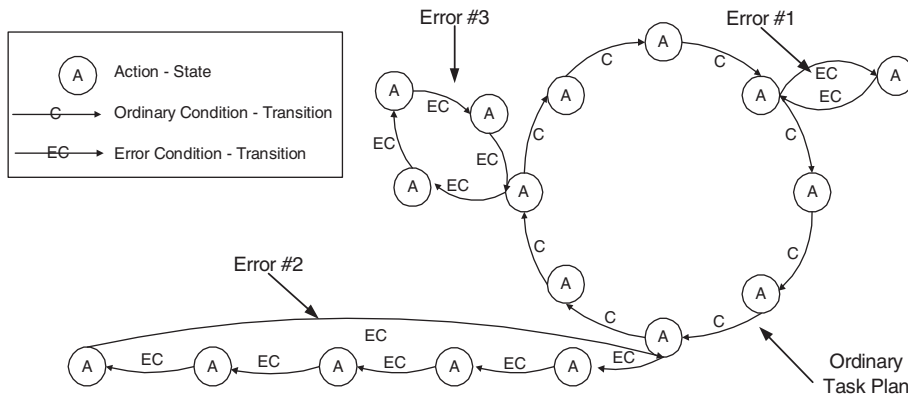 Error #3
Error #1
A Action - State
C Ordinary Condition - Transition
EC Error Condition - Transition
A
C
C
A
EC
A
EC
A
EC
A
A
C
EC
EC
C
A
EC
A
A
C
C
Error #2
A
A
C
C
EC
A
A
EC
A
EC
A
EC
A
EC
A
EC
Ordinary
Task Plan